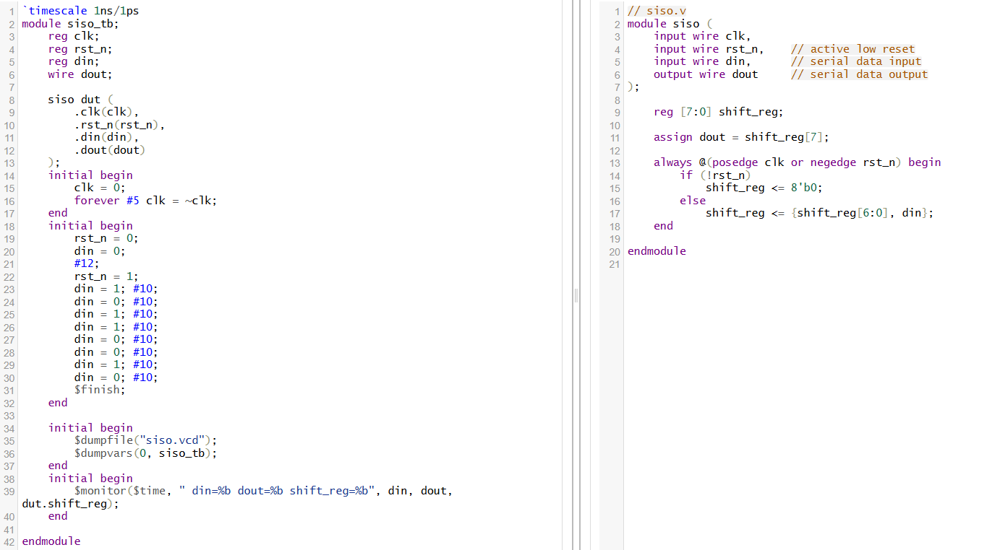 1 `timescale 1ns/1ps
2 module siso_tb;
3 reg clk;
4 reg rst_n;
5 reg din;
6 wire dout;
7
8 siso dut (
9 .clk(clk),
10 .rst_n(rst_n),
11 .din(din),
12 .dout(dout)
13 );
14 initial begin
15 clk = 0;
16 forever #5 clk = ~clk;
17 end
18 initial begin
19 rst_n = 0;
20 din = 0;
21 #12;
22 rst_n = 1;
23 din = 1; #10;
24 din = 0; #10;
25 din = 1; #10;
26 din = 1; #10;
27 din = 0; #10;
28 din = 0; #10;
29 din = 1; #10;
30 din = 0; #10;
31 $finish;
32 end
33
34 initial begin
35 $dumpfile("siso.vcd");
36 $dumpvars(0, siso_tb);
37 end
38 initial begin
39 $monitor($time, " din=%b dout=%b shift_reg=%b", din, dout,
dut.shift_reg);
40 end
41
42 endmodule
1 // siso.v
2 module siso (
3 input wire clk,
4 input wire rst_n, // active low reset
5 input wire din, // serial data input
6 output wire dout // serial data output
7 );
8
9 reg [7:0] shift_reg;
10
11 assign dout = shift_reg[7];
12
13 always @(posedge clk or negedge rst_n) begin
14 if (!rst_n)
15 shift_reg <= 8'b0;
16 else
17 shift_reg <= {shift_reg[6:0], din};
18 end
19
20 endmodule
21